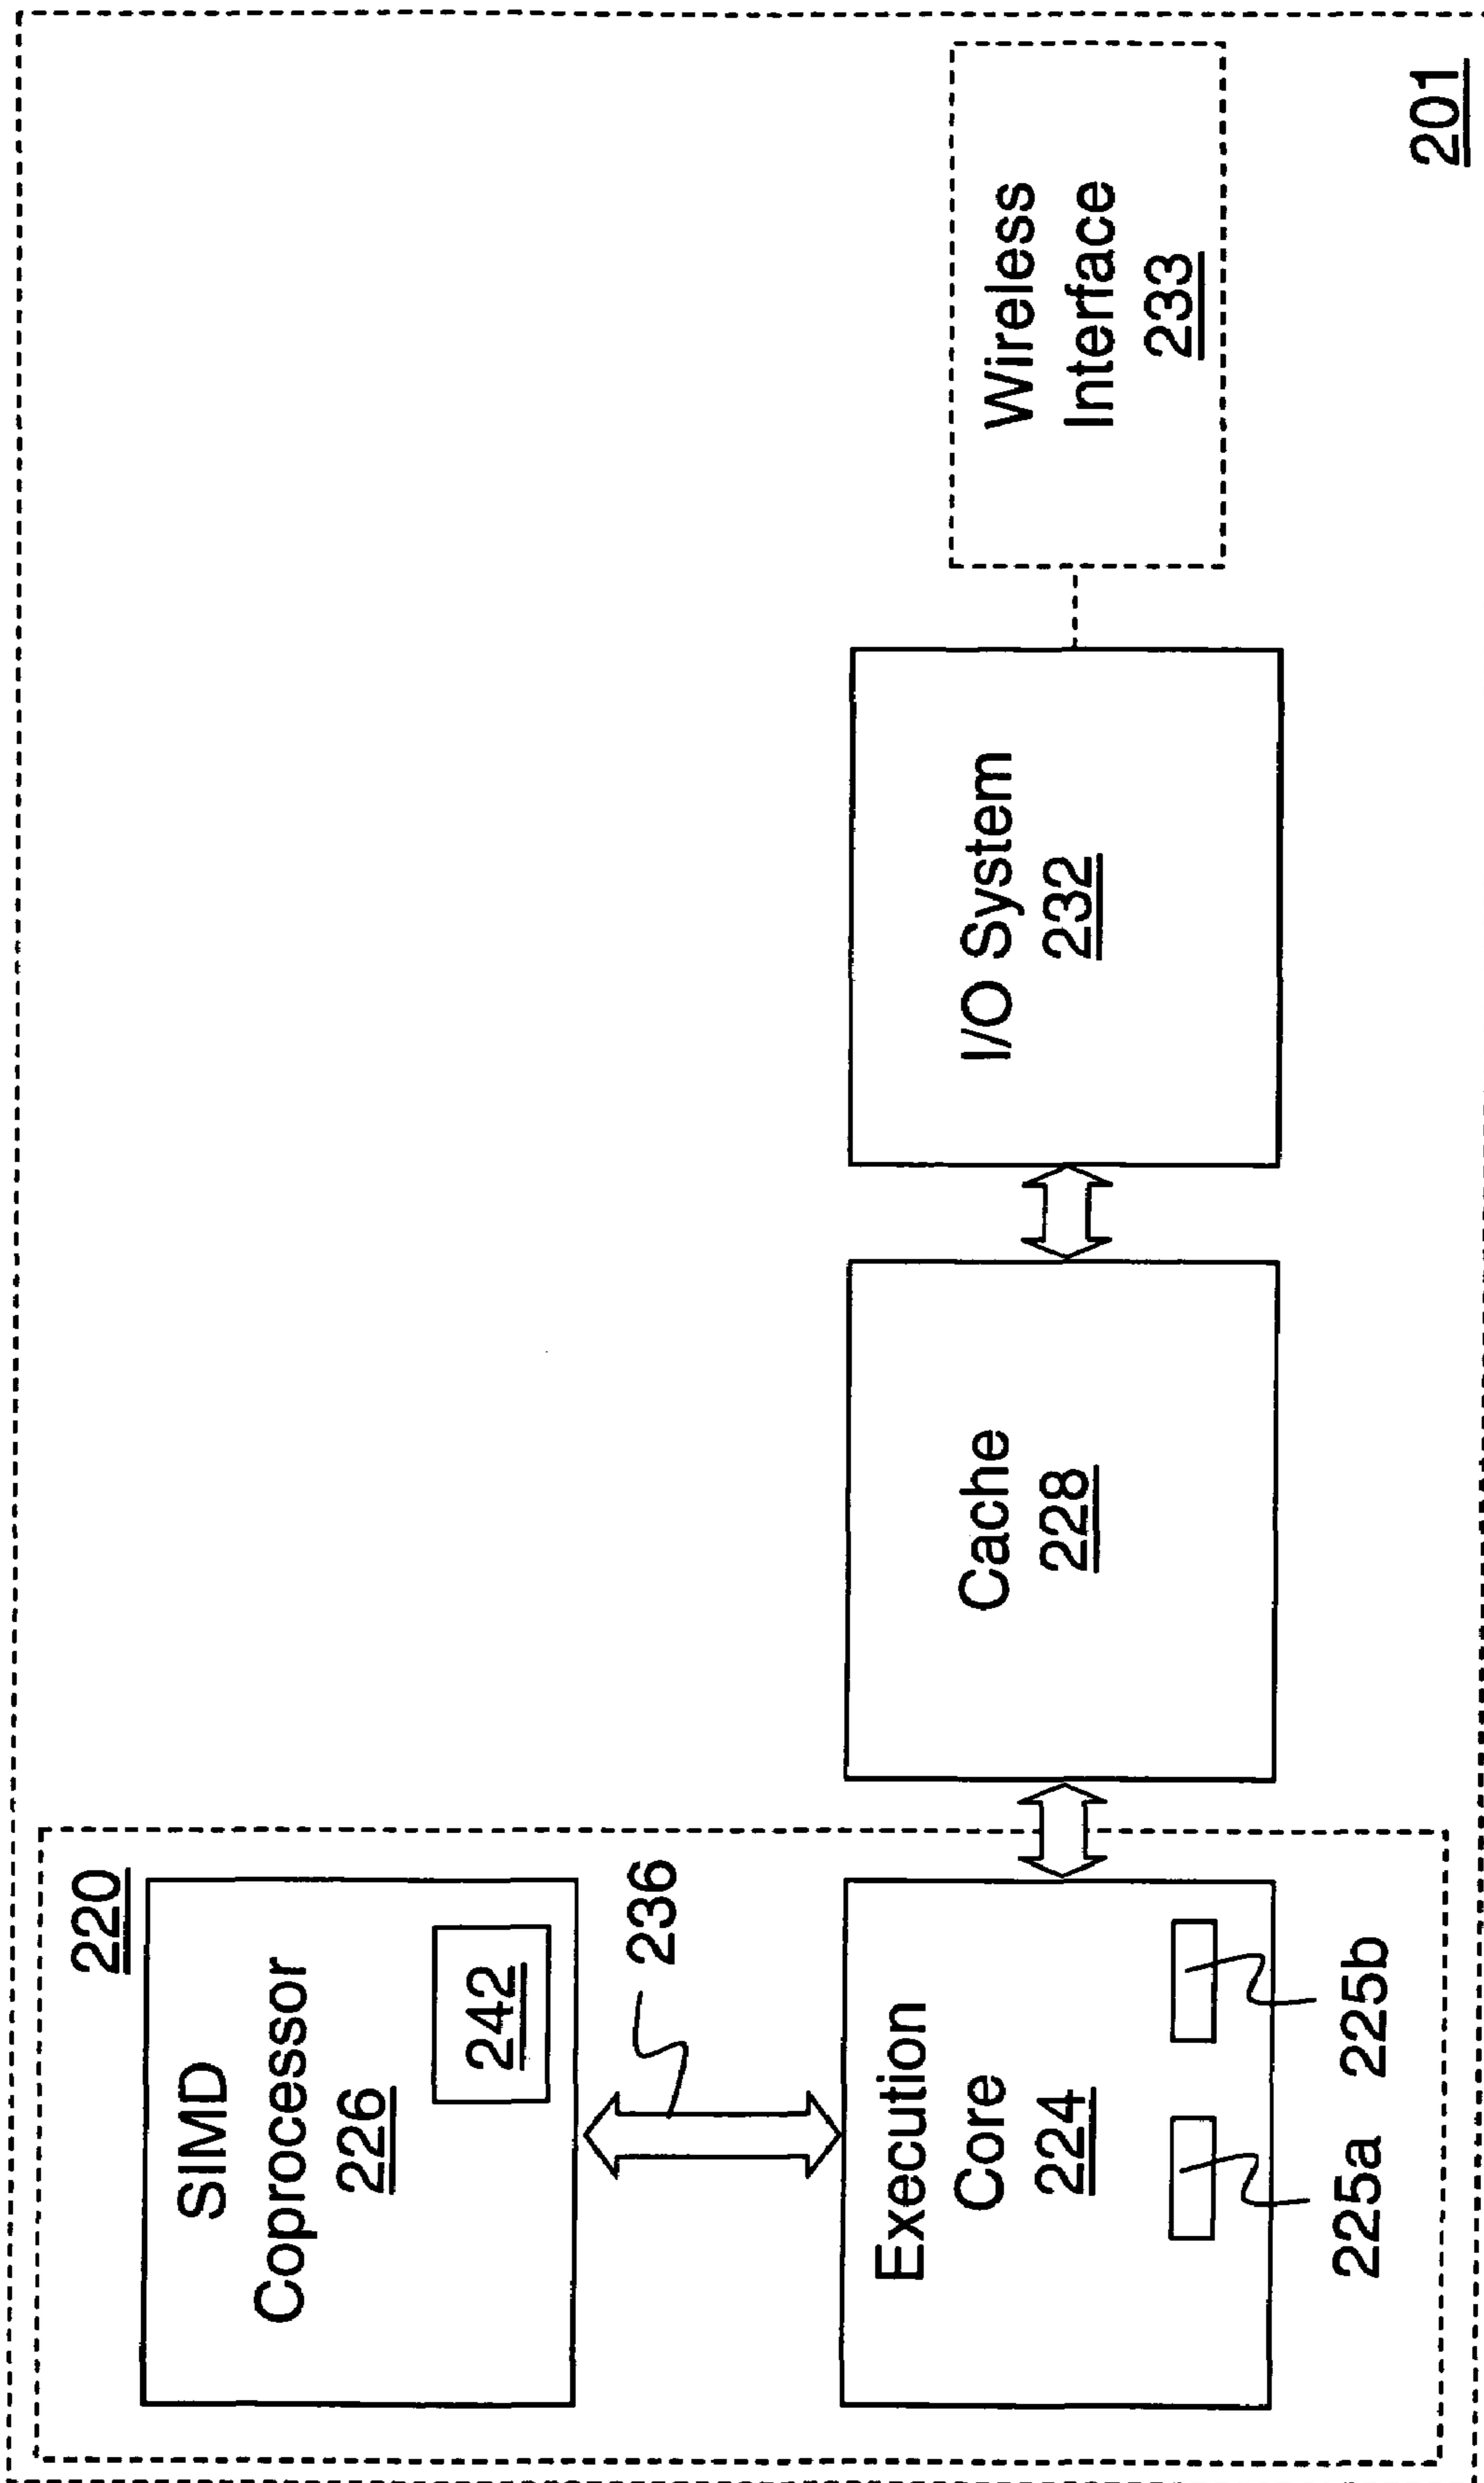 220
SIMD
Coprocessor
226
242
236
Execution
Core
224
225a
225b
Cache
228
I/O System
232
Wireless
Interface
233
201